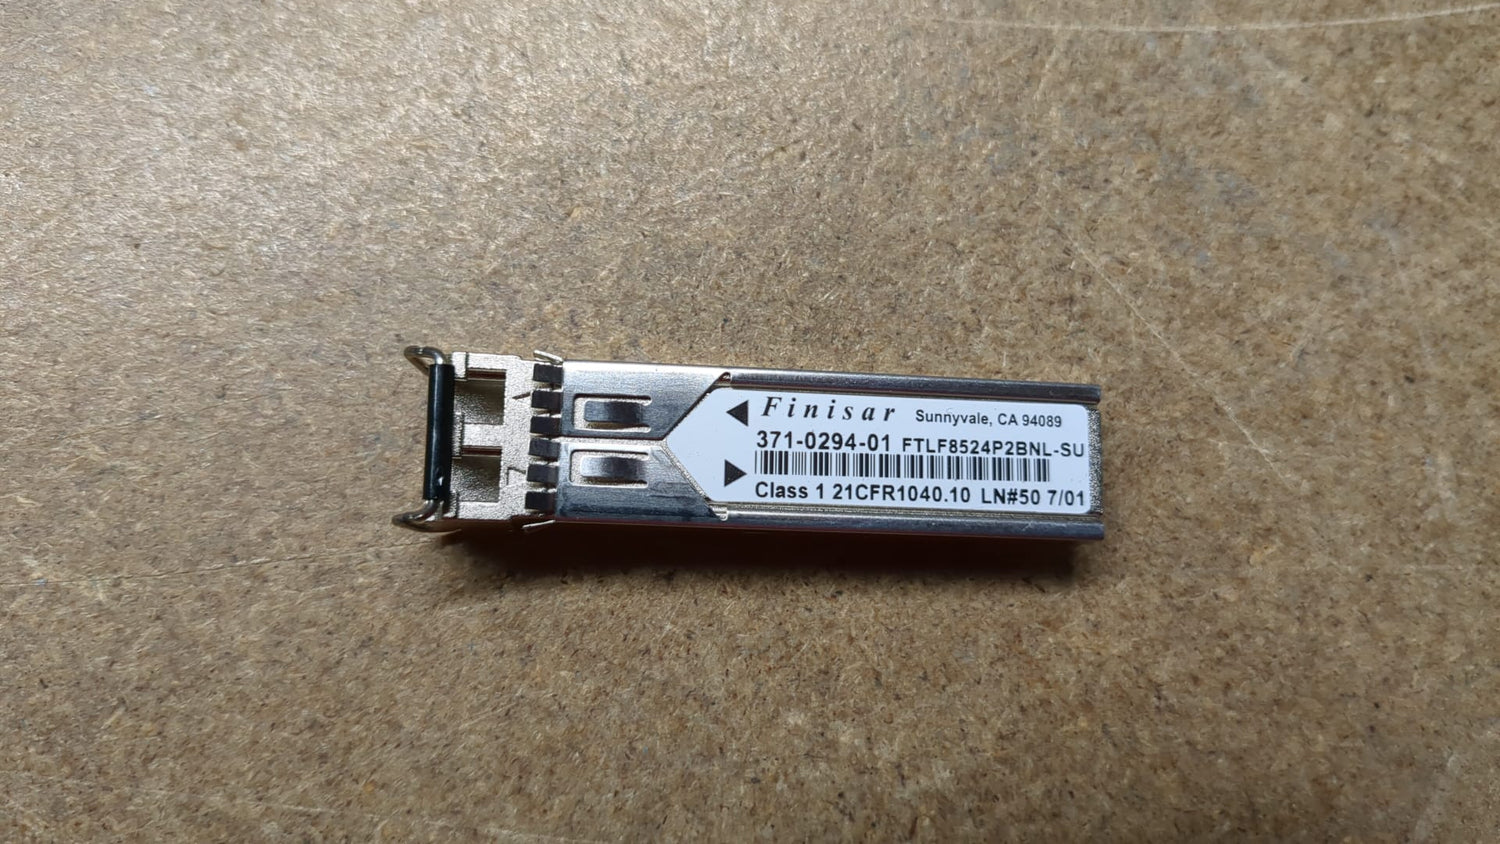 Finisar Sunnyvale, CA 94089
371-0294-01 FTLF8524P2BNL-SU
Class 1 21CFR1040.10 LN#50 7/01